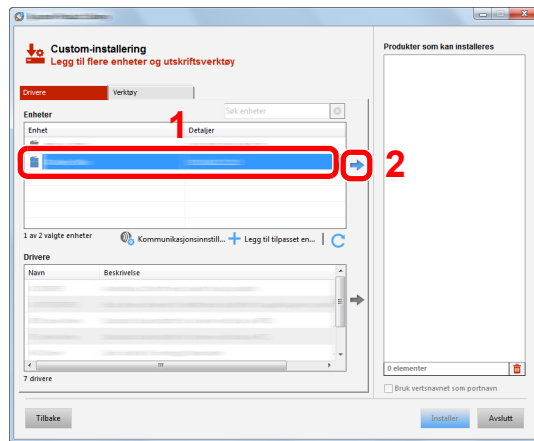 Custom-installering
Legg til flere enheter og utskriftsverktøy
Produkter som kan installeres
Drivere
Verktøy
Enheter
Søk enheter
Enhet
Detaljer
1
2
1 av 2 valgte enheter
Kommunikasjonsinnstill...
Legg til tilpasset en...
Drivere
Navn
Beskrivelse
7 drivere
0 elementer
Bruk vertsnavnet som portnavn
Tilbake
Installer
Avslutt